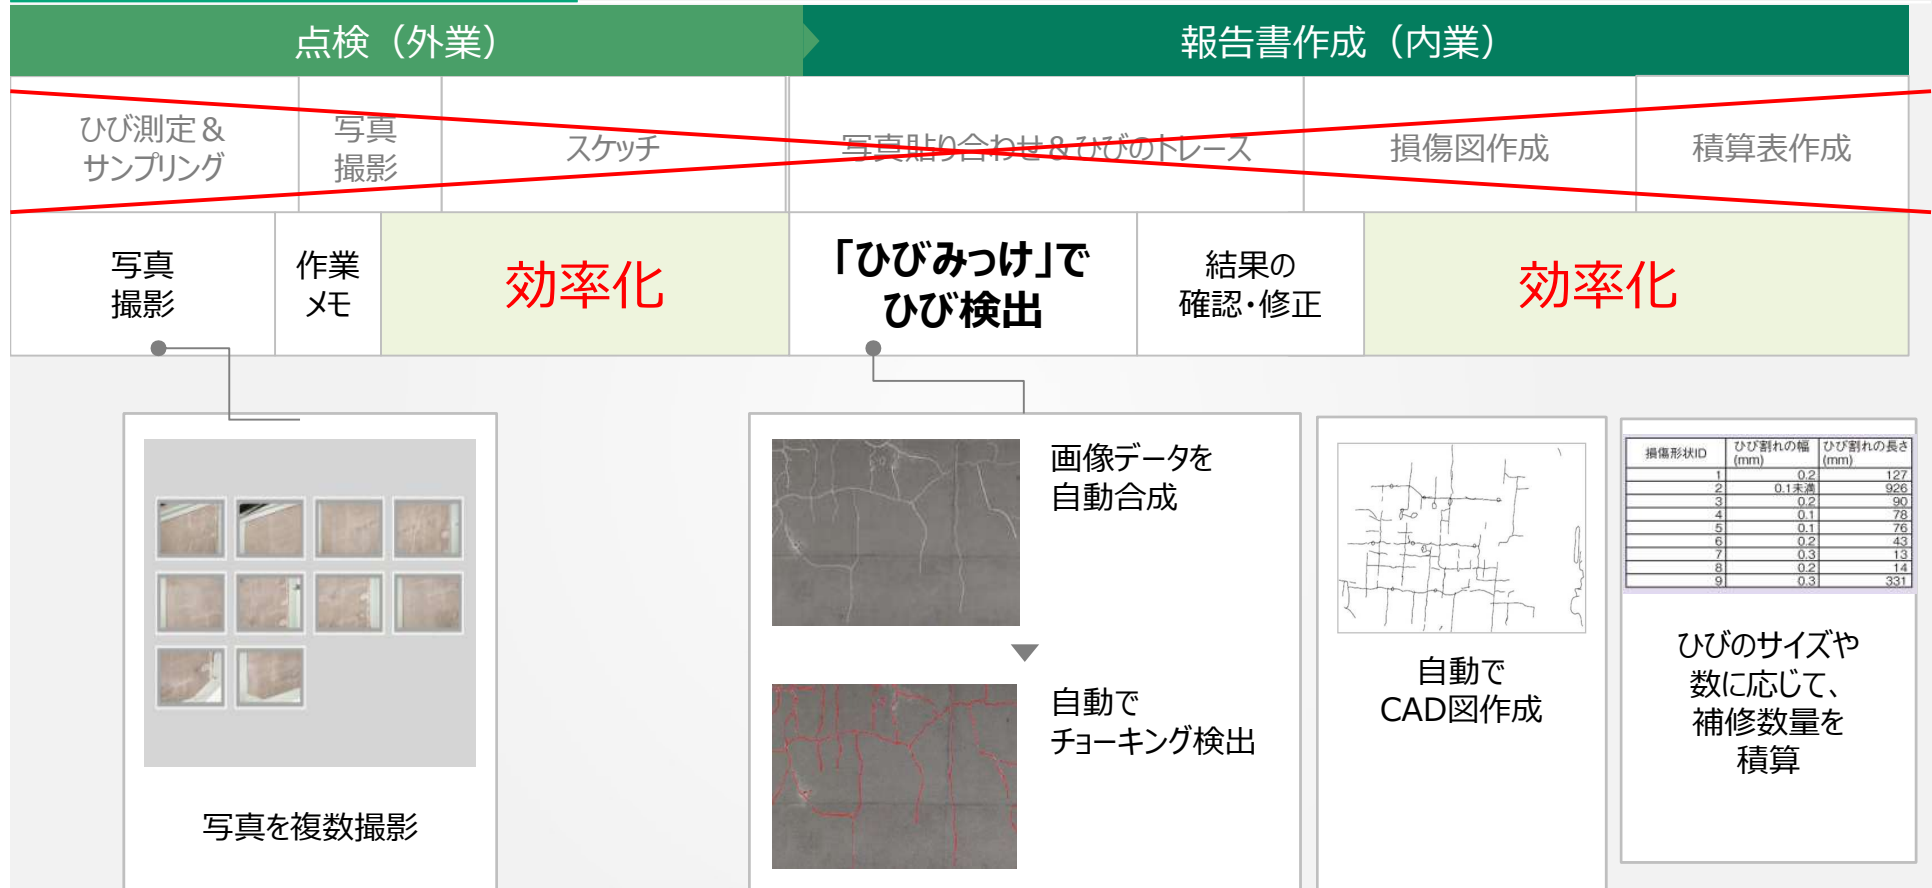 点検（外業）
報告書作成（内業）
ひび測定＆
サンプリング
写真
撮影
スケッチ
写真貼り合わせ＆ひびのトレース
損傷図作成
積算表作成
写真
撮影
作業
メモ
効率化
「ひびみっけ」で
ひび検出
結果の
確認・修正
効率化
写真を複数撮影
画像データを
自動合成
自動で
チョーキング検出
自動で
CAD図作成
損傷形状ID ひび割れの幅(mm) ひび割れの長さ(mm)
1 0.2 127
2 0.1未満 926
3 0.2 90
4 0.1 78
5 0.1 76
6 0.2 43
7 0.3 13
8 0.2 14
9 0.3 331
ひびのサイズや
数に応じて、
補修数量を
積算